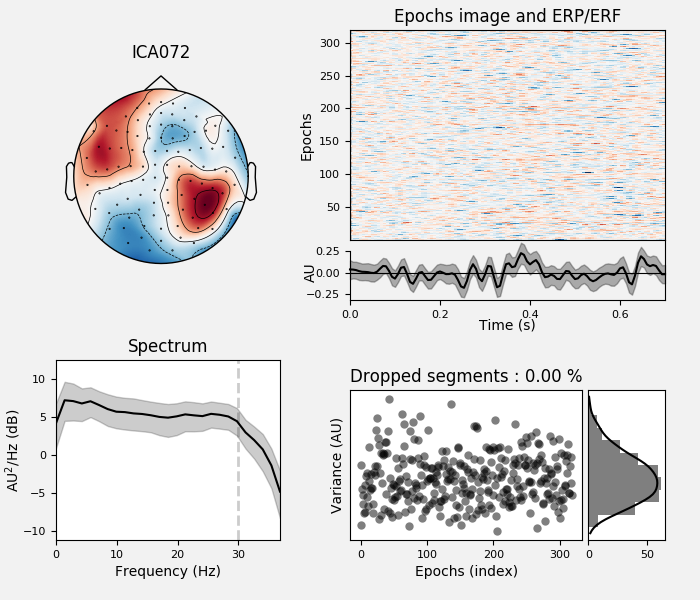 ICA072
Epochs image and ERP/ERF
Epochs
300
250
200
150
100
50
AU
0.25
0.00
−0.25
0.0 0.2 0.4 0.6
Time (s)
Spectrum
AU²/Hz (dB)
10
5
0
−5
−10
0 10 20 30
Frequency (Hz)
Dropped segments : 0.00 %
Variance (AU)
0 100 200 300
Epochs (index)
0 50